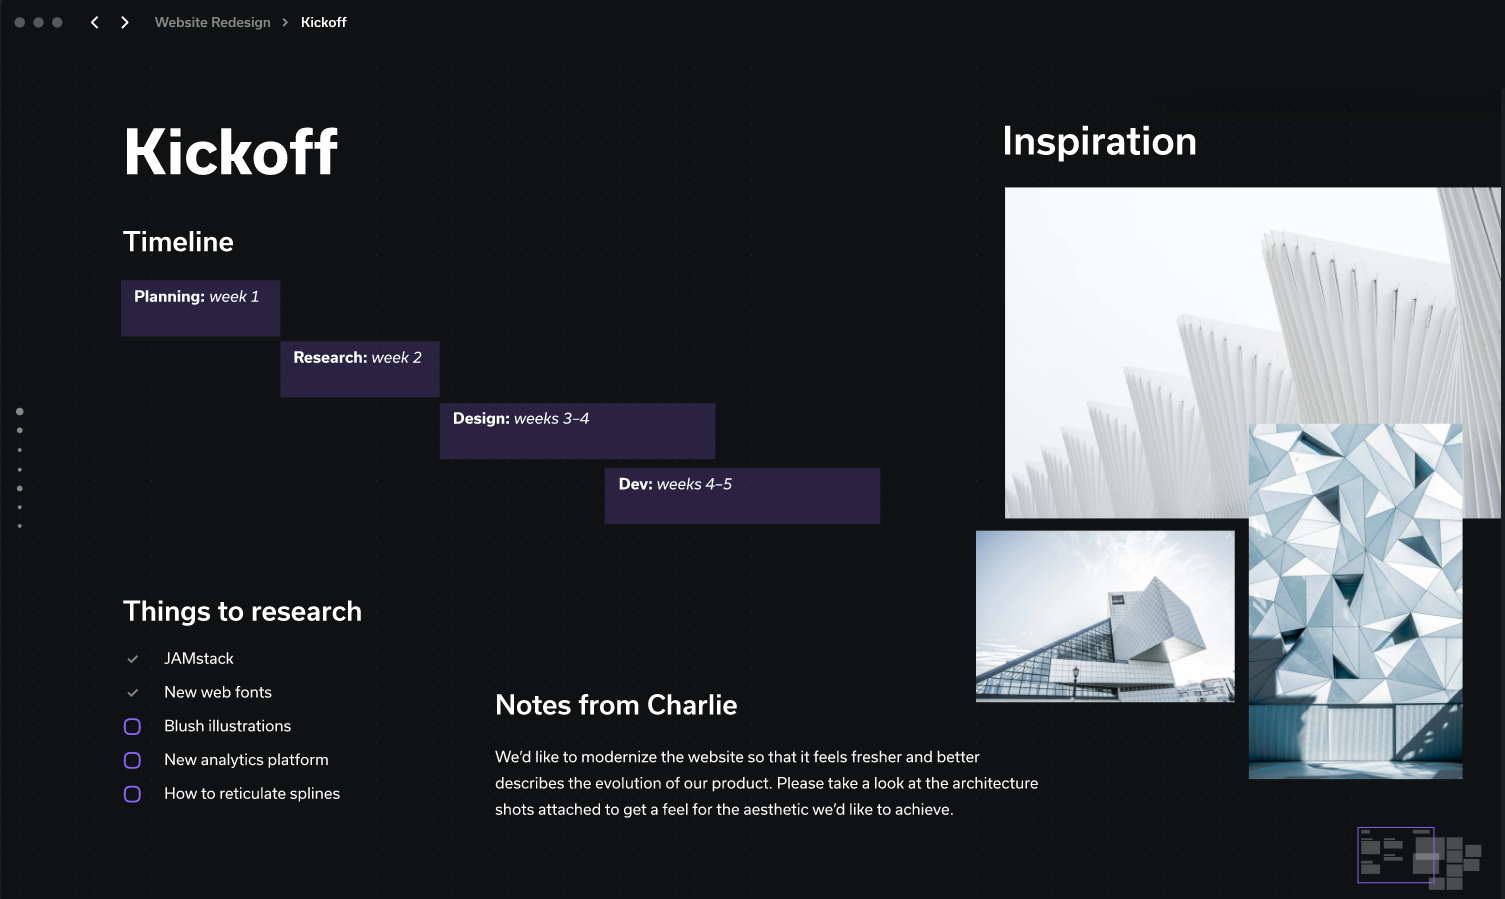 Website Redesign > Kickoff
Kickoff
Timeline
Planning: week 1
Research: week 2
Design: weeks 3–4
Dev: weeks 4–5
Things to research
JAMstack
New web fonts
Blush illustrations
New analytics platform
How to reticulate splines
Notes from Charlie
We’d like to modernize the website so that it feels fresher and better
describes the evolution of our product. Please take a look at the architecture
shots attached to get a feel for the aesthetic we’d like to achieve.
Inspiration